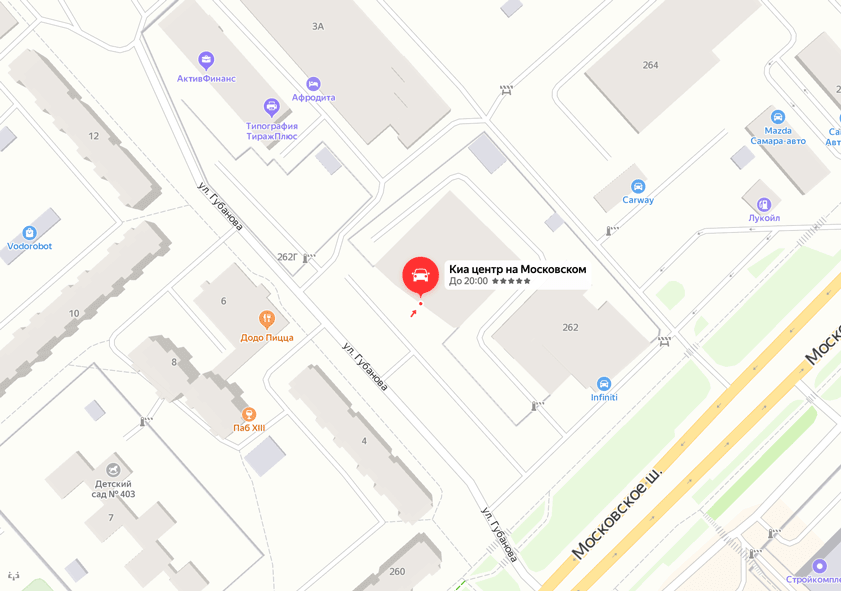 3А
264
АктивФинанс
Афродита
Типография
ТиражПлюс
12
Mazda
Самара-авто
Carway
Лукойл
ул. Губанова
Vodorobot
262Г
Киа центр на Московском
До 20:00 ★★★★★
6
10
Додо Пицца
262
8
ул. Губанова
Infiniti
Паб XIII
4
Детский
сад № 403
7
Московское ш.
ул. Губанова
260